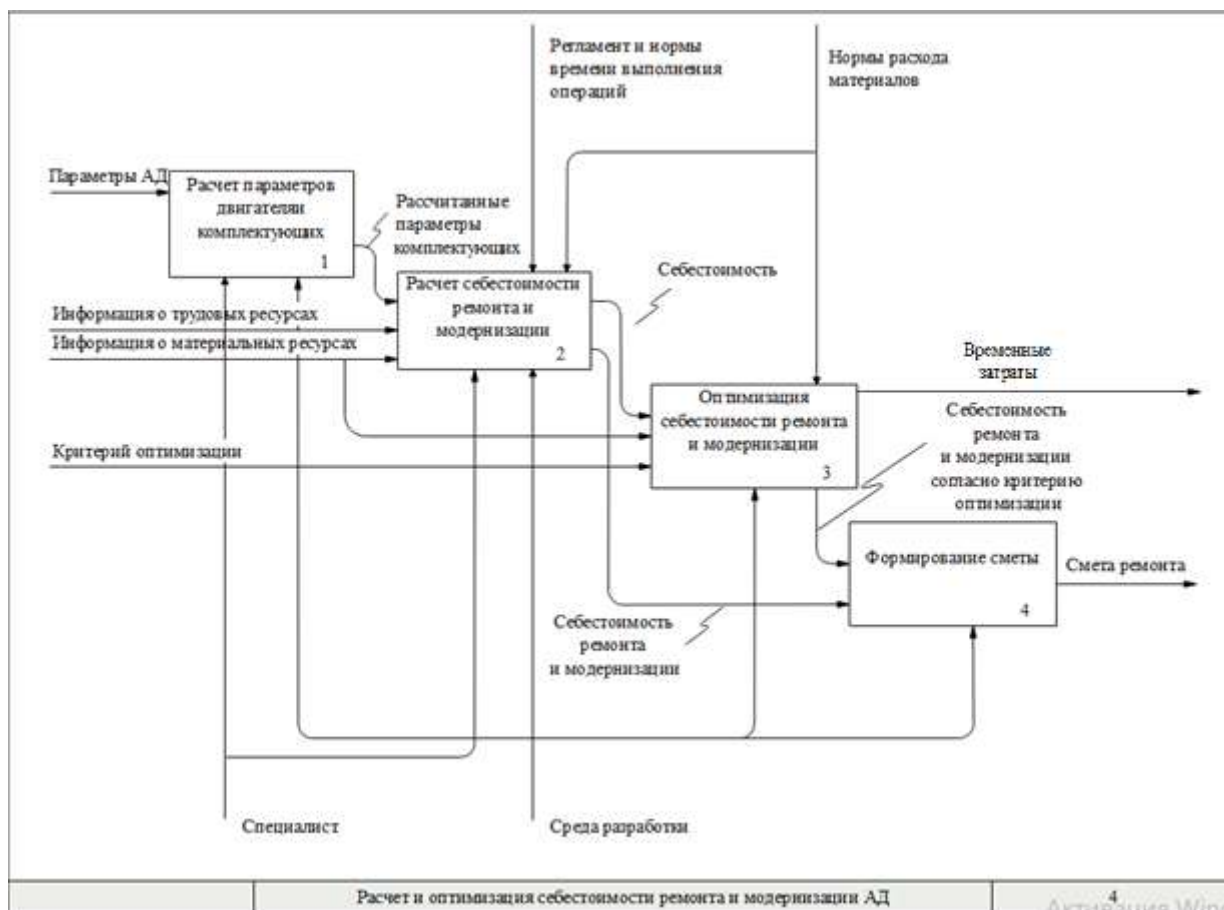 Регламент и нормы
времени выполнения
операций
Нормы расхода
материалов
Параметры АД
Расчет параметров
двигателяи
комплектующих
1
Рассчитанные
параметры
комплектующих
Себестоимость
Расчет себестоимости
ремонта и
модернизации
2
Информация о трудовых ресурсах
Информация о материальных ресурсах
Временные
затраты
Оптимизация
себестоимости ремонта
и модернизации
3
Себестоимость
ремонта
и модернизации
согласно критерию
оптимизации
Критерий оптимизации
Формирование сметы
4
Смета ремонта
Себестоимость
ремонта
и модернизации
Специалист
Среда разработки
Расчет и оптимизация себестоимости ремонта и модернизации АД
4
Активация Wind